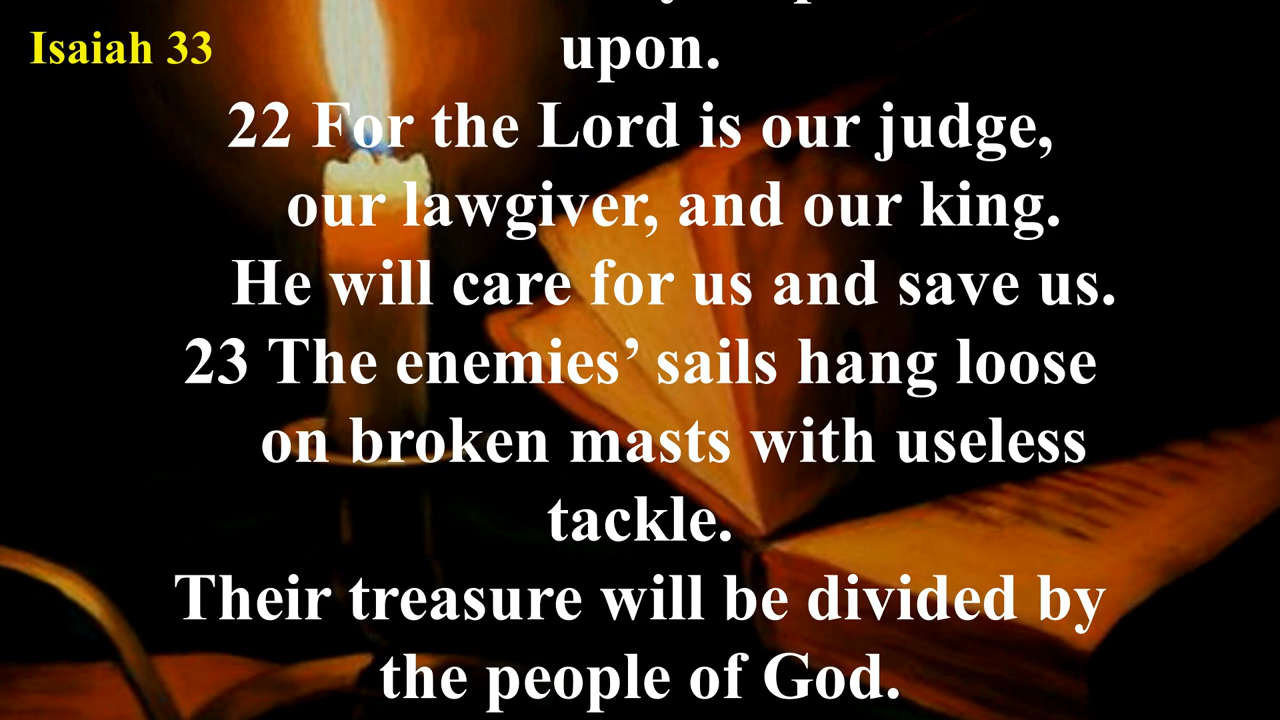 Isaiah 33
upon.
22 For the Lord is our judge,
our lawgiver, and our king.
He will care for us and save us.
23 The enemies’ sails hang loose
on broken masts with useless
tackle.
Their treasure will be divided by
the people of God.